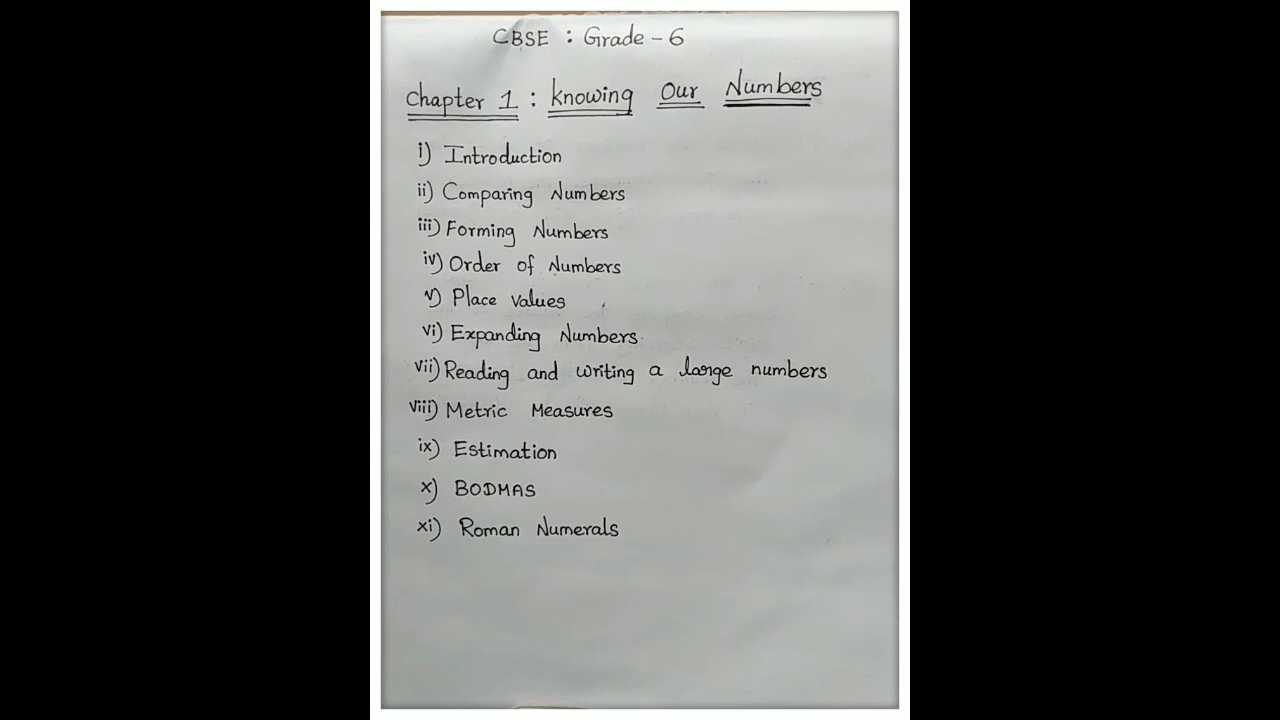 CBSE : Grade - 6
Chapter 1 : Knowing Our Numbers
i) Introduction
ii) Comparing Numbers
iii) Forming Numbers
iv) Order of Numbers
v) Place values
vi) Expanding Numbers
vii) Reading and writing a large numbers
viii) Metric Measures
ix) Estimation
x) BODMAS
xi) Roman Numerals